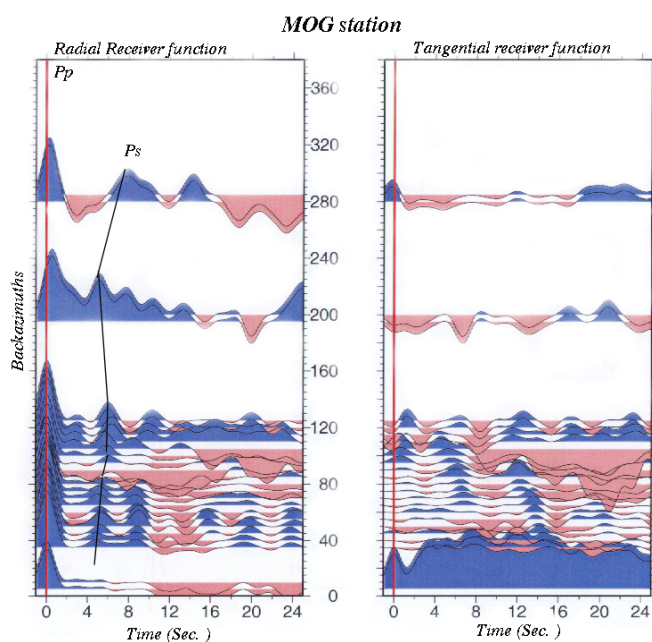 MOG station
Radial Receiver function
Tangential receiver function
Pp
Ps
Backazimuths
360
320
280
240
200
160
120
80
40
0
0 4 8 12 16 20 24
0 4 8 12 16 20 24
Time (Sec. )
Time (Sec. )